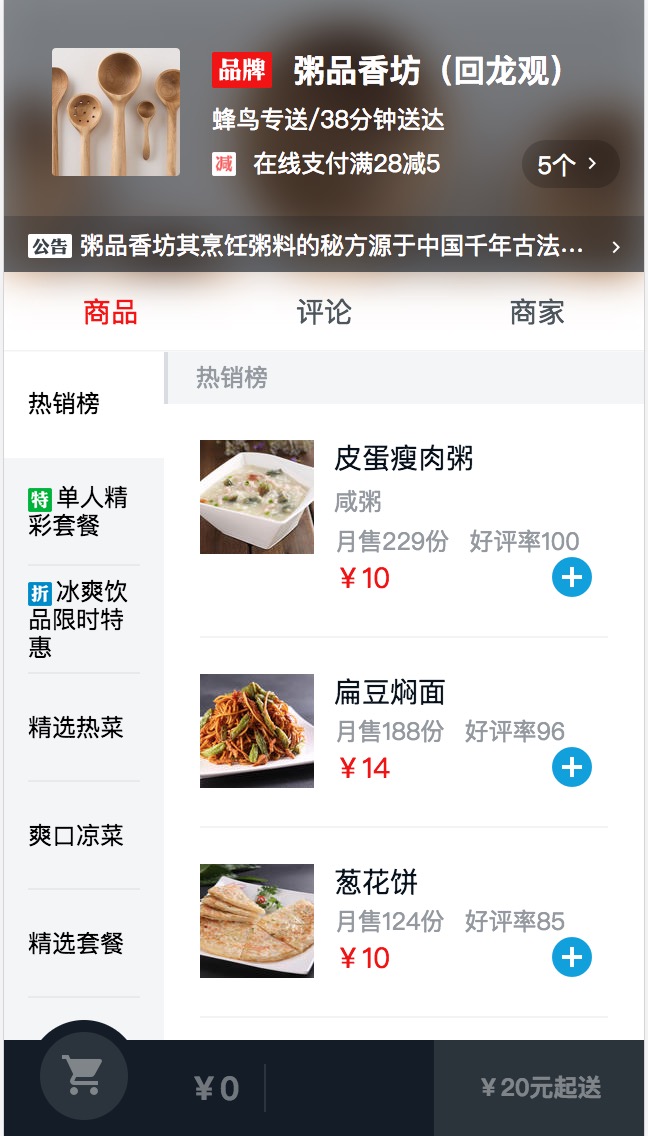 品牌 粥品香坊（回龙观）
蜂鸟专送/38分钟送达
减 在线支付满28减5
5个 >
公告 粥品香坊其烹饪粥料的秘方源于中国千年古法... >
商品 评论 商家
热销榜
特 单人精
彩套餐
折 冰爽饮
品限时特
惠
精选热菜
爽口凉菜
精选套餐
热销榜
皮蛋瘦肉粥
咸粥
月售229份 好评率100
￥10
扁豆焖面
月售188份 好评率96
￥14
葱花饼
月售124份 好评率85
￥10
￥0
￥20元起送